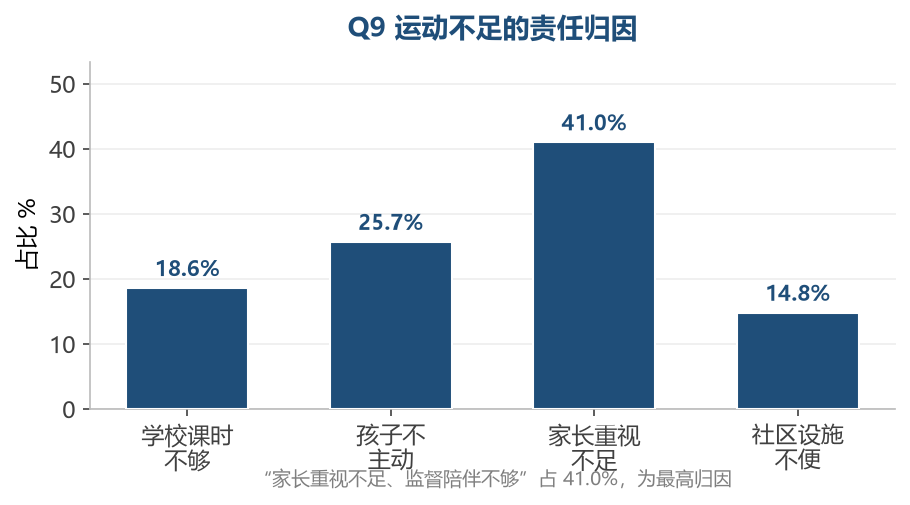 Q9 运动不足的责任归因
占比 %
50
40
30
20
10
0
41.0%
25.7%
18.6%
14.8%
学校课时
不够
孩子不
主动
家长重视
不足
社区设施
不便
“家长重视不足、监督陪伴不够”占 41.0%，为最高归因